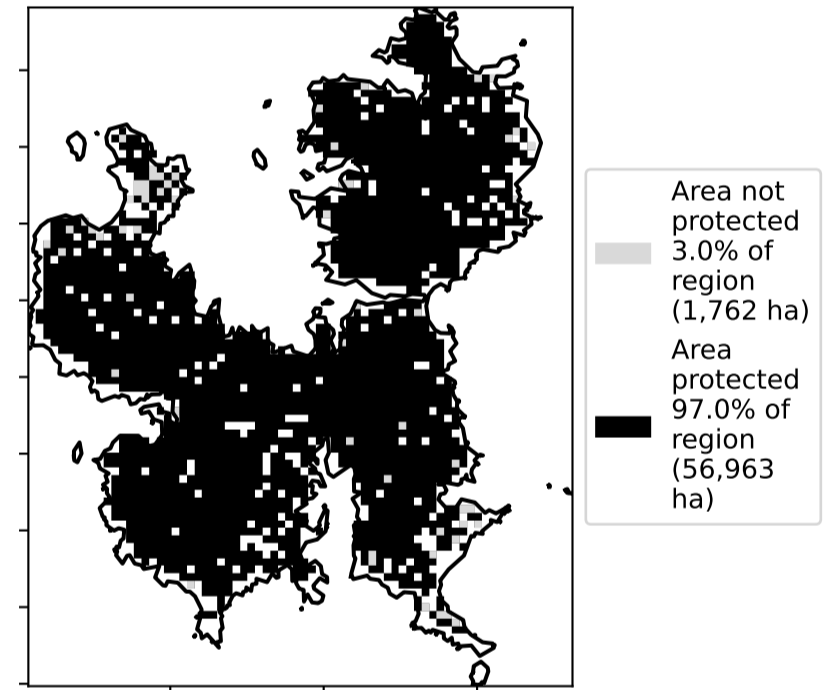 Area not
protected
3.0% of
region
(1,762 ha)
Area
protected
97.0% of
region
(56,963
ha)